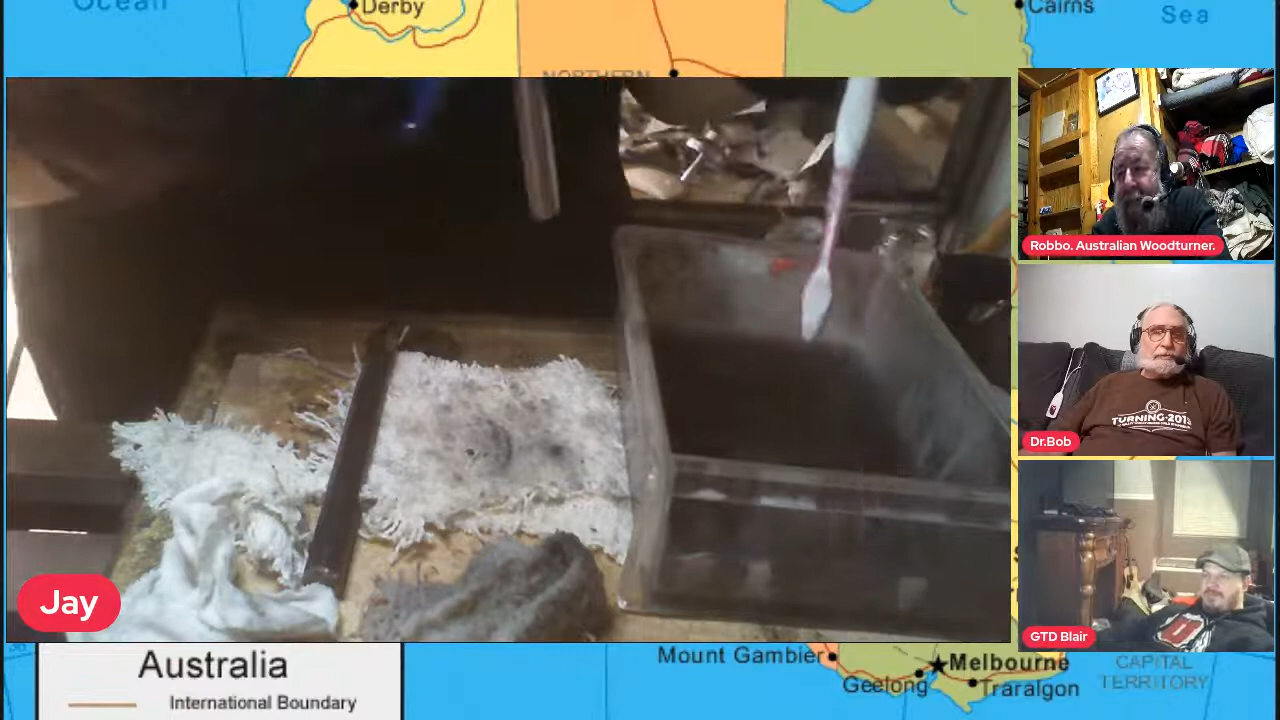 Ocean
Derby
Cairns
Sea
NORTHERN
Robbo. Australian Woodturner.
TURNING-201
Dr.Bob
GTD Blair
Jay
Australia
International Boundary
Mount Gambier
Geelong
Melbourne
Traralgon
CAPITAL
TERRITORY